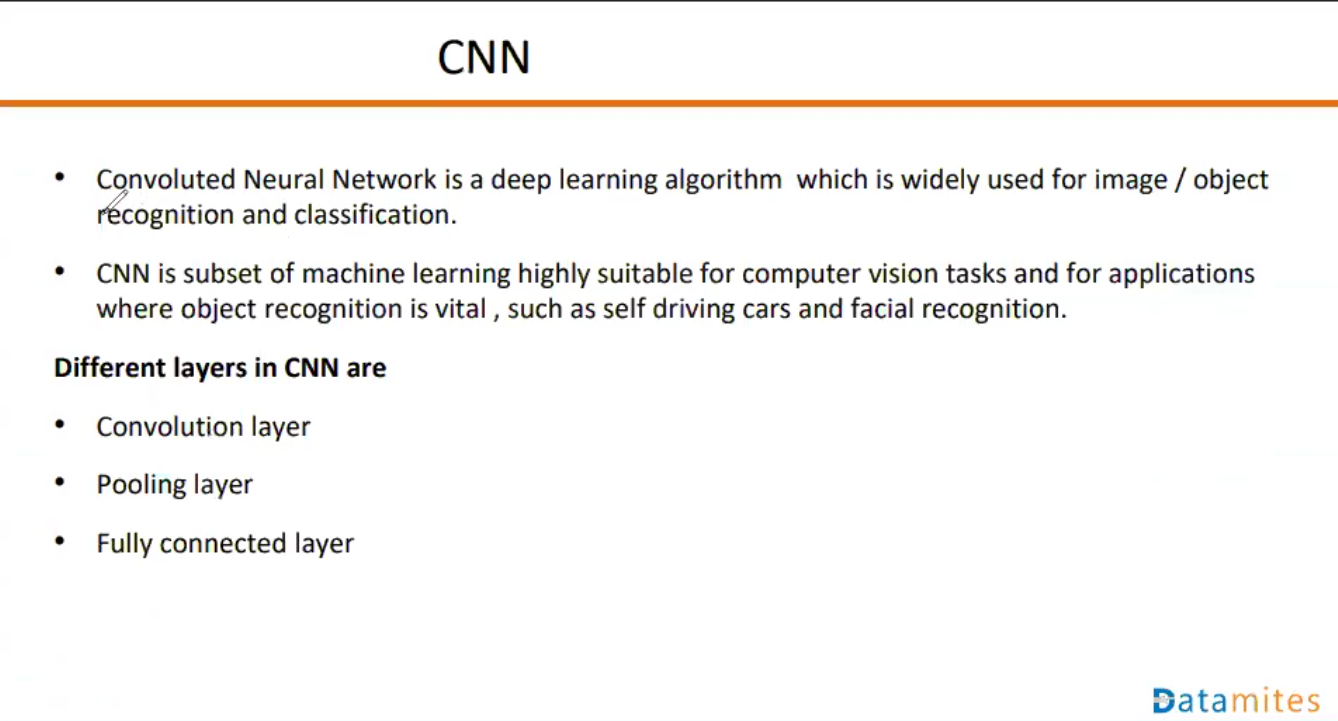 CNN
• Convoluted Neural Network is a deep learning algorithm which is widely used for image / object
recognition and classification.
• CNN is subset of machine learning highly suitable for computer vision tasks and for applications
where object recognition is vital , such as self driving cars and facial recognition.
Different layers in CNN are
• Convolution layer
• Pooling layer
• Fully connected layer
Datamites